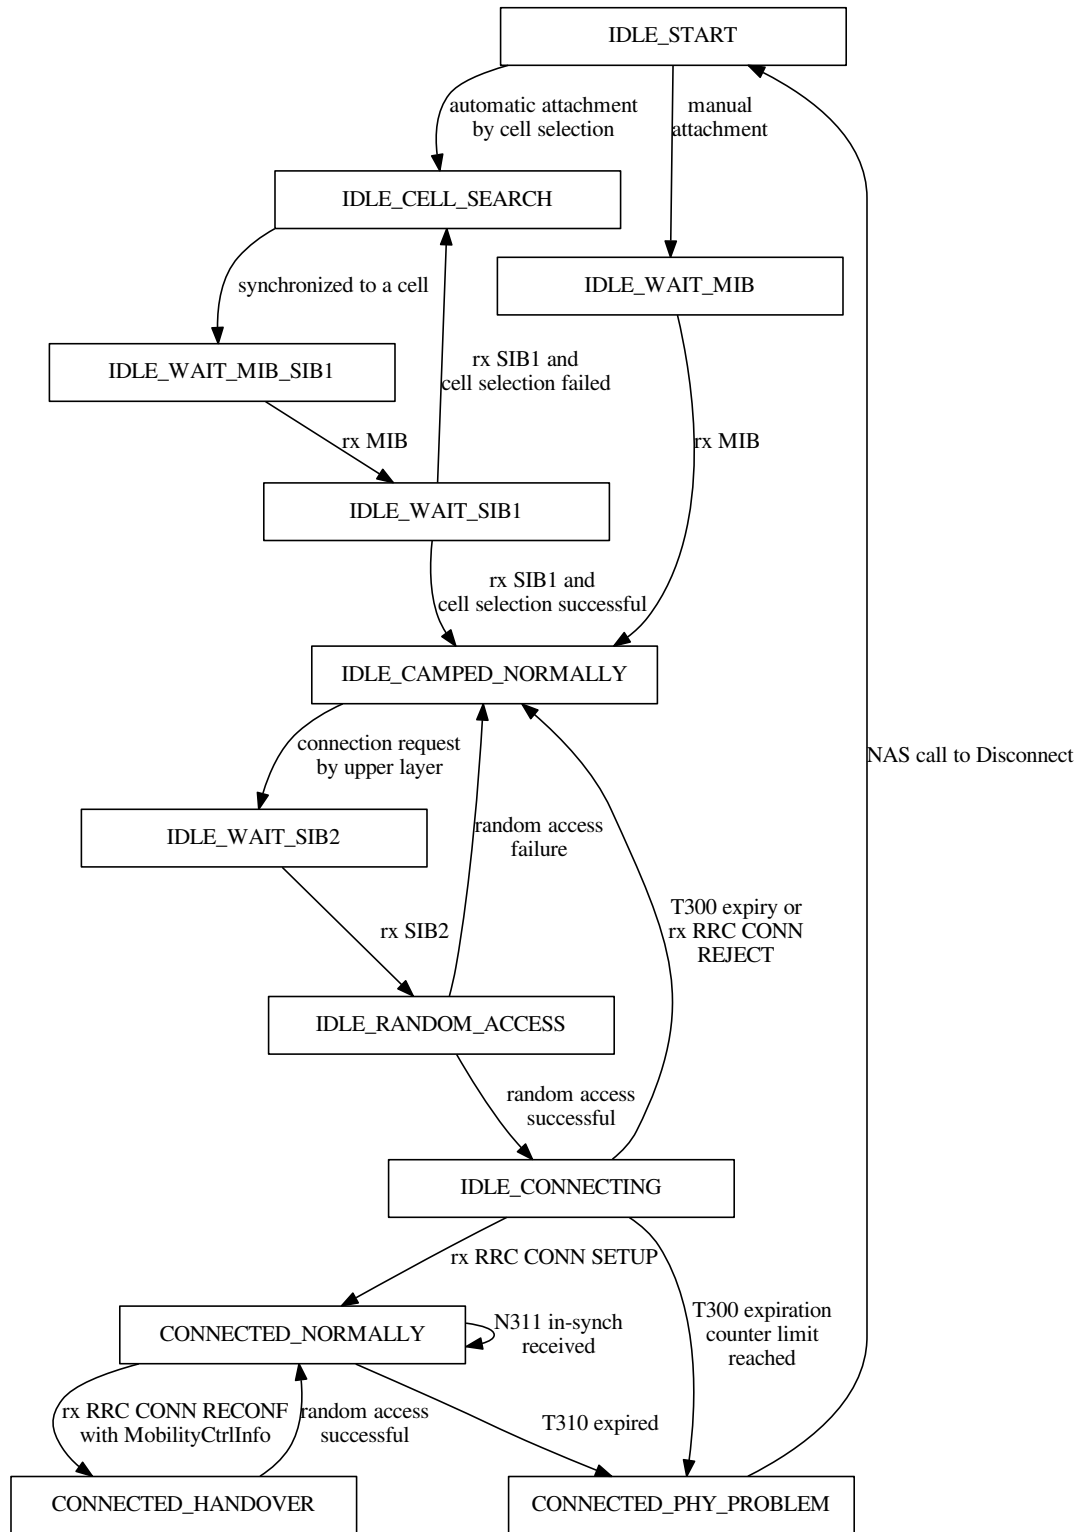 IDLE_START
automatic attachment
by cell selection
manual
attachment
IDLE_CELL_SEARCH
synchronized to a cell
IDLE_WAIT_MIB
IDLE_WAIT_MIB_SIB1
rx SIB1 and
cell selection failed
rx MIB
rx MIB
IDLE_WAIT_SIB1
rx SIB1 and
cell selection successful
IDLE_CAMPED_NORMALLY
connection request
by upper layer
NAS call to Disconnect
IDLE_WAIT_SIB2
random access
failure
T300 expiry or
rx RRC CONN
REJECT
rx SIB2
IDLE_RANDOM_ACCESS
random access
successful
IDLE_CONNECTING
rx RRC CONN SETUP
CONNECTED_NORMALLY
N311 in-synch
received
T300 expiration
counter limit
reached
rx RRC CONN RECONF
with MobilityCtrlInfo
random access
successful
T310 expired
CONNECTED_HANDOVER
CONNECTED_PHY_PROBLEM